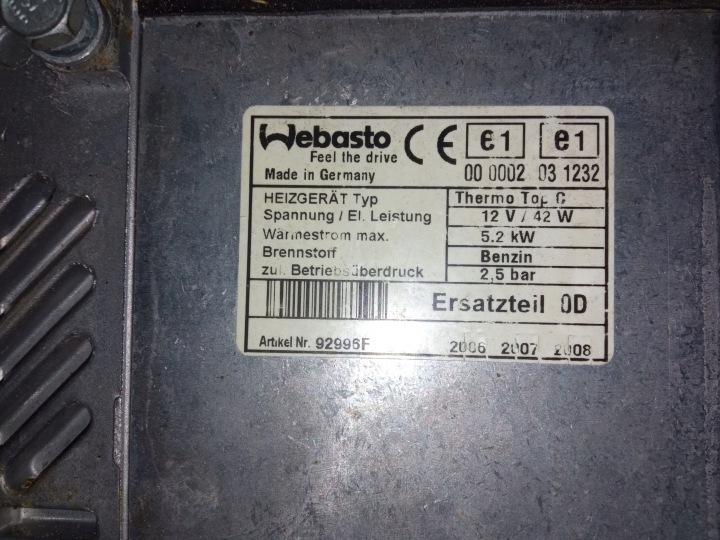 Webasto CE e1 e1
Feel the drive
Made in Germany 00 0002 03 1232
HEIZGERÄT Typ Thermo Top C
Spannung / El. Leistung 12 V / 42 W
Wärmestrom max. 5.2 kW
Brennstoff Benzin
zul. Betriebsüberdruck 2,5 bar
Ersatzteil 0D
Artikel Nr. 92996F 2006 2007 2008